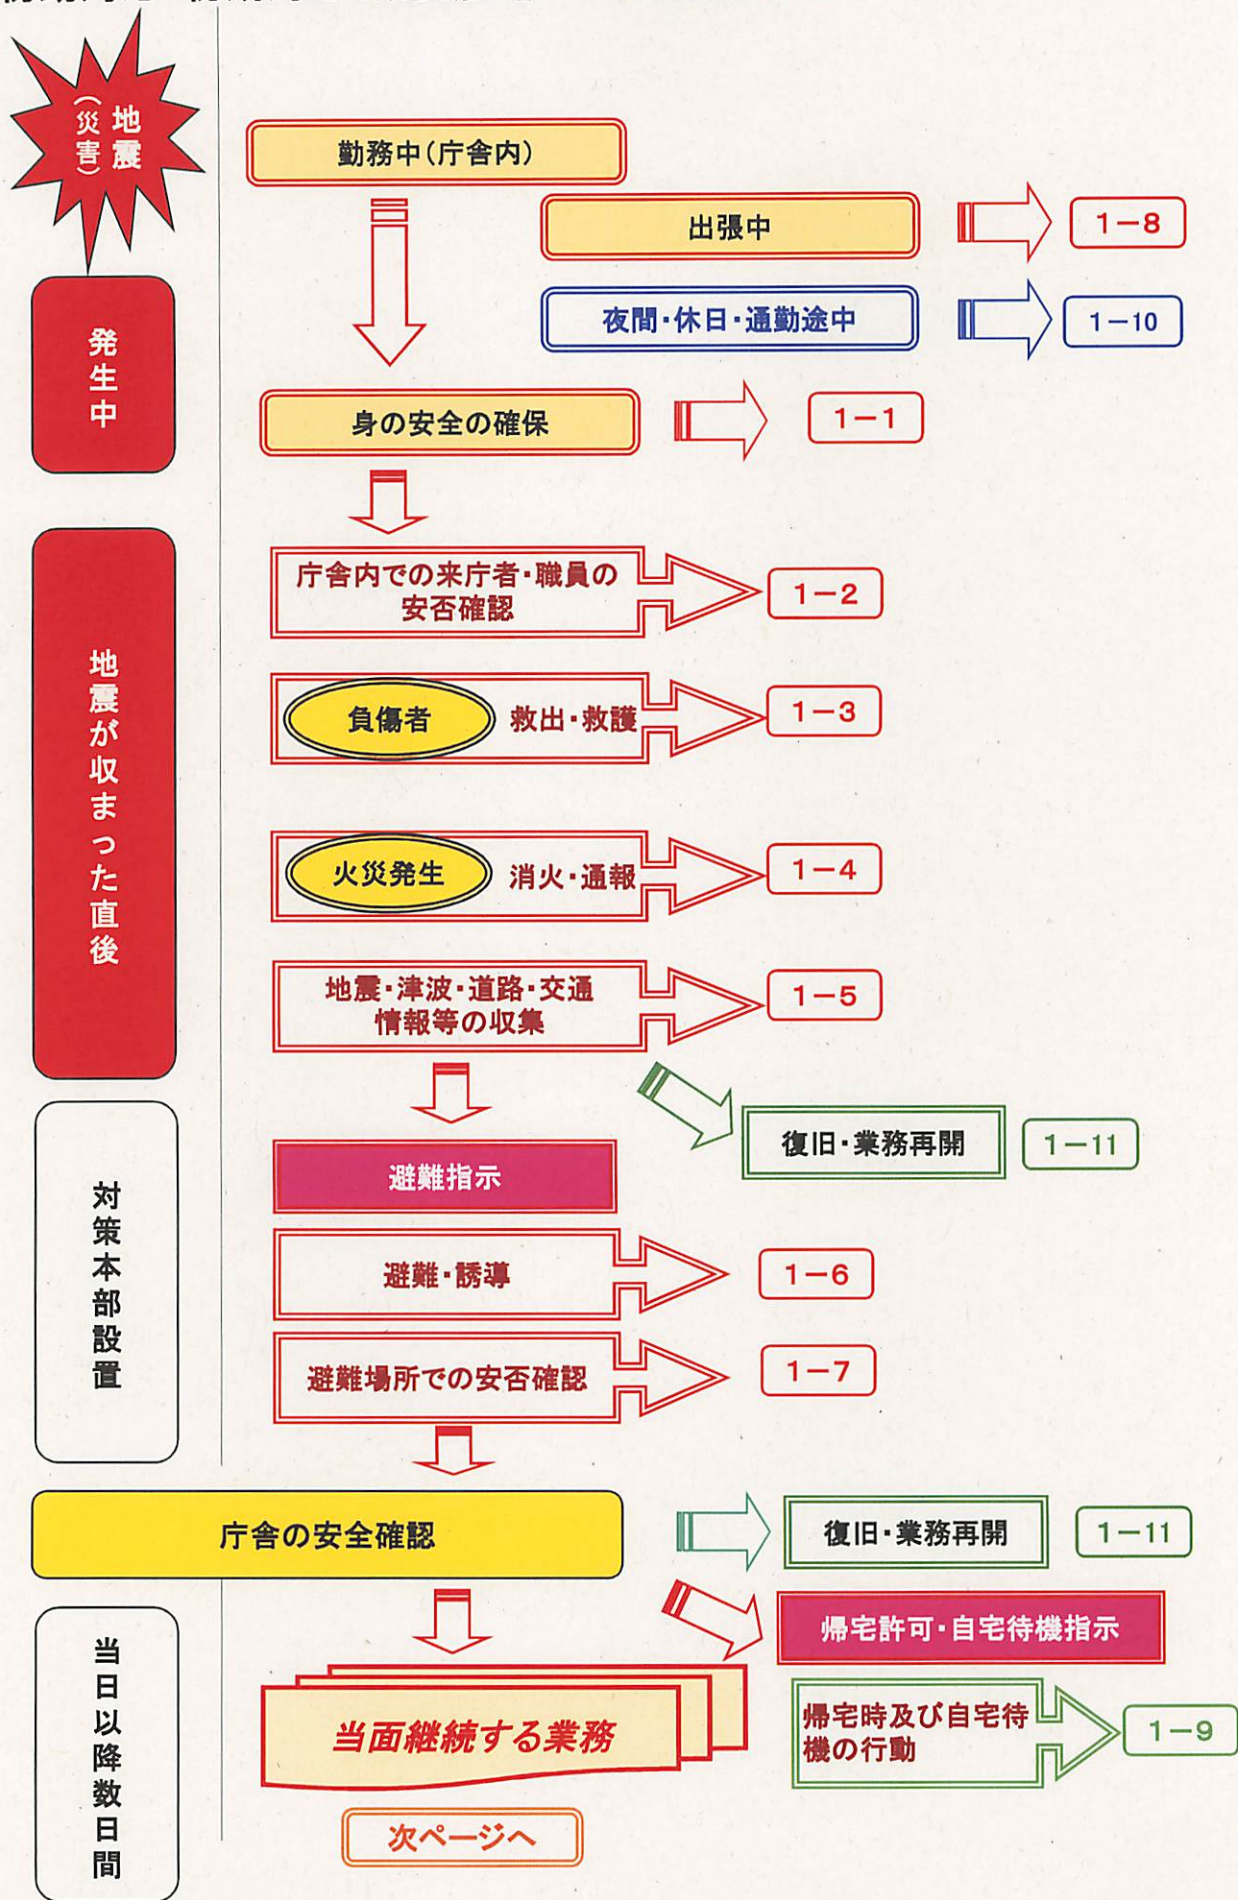 地震
（災害）
勤務中（庁舎内）
出張中
1－8
夜間・休日・通勤途中
1－10
発生中
身の安全の確保
1－1
地震が収まった直後
庁舎内での来庁者・職員の
安否確認
1－2
負傷者 救出・救護
1－3
火災発生 消火・通報
1－4
地震・津波・道路・交通
情報等の収集
1－5
復旧・業務再開
1－11
対策本部設置
避難指示
避難・誘導
1－6
避難場所での安否確認
1－7
庁舎の安全確認
復旧・業務再開
1－11
当日以降数日間
帰宅許可・自宅待機指示
当面継続する業務
帰宅時及び自宅待
機の行動
1－9
次ページへ